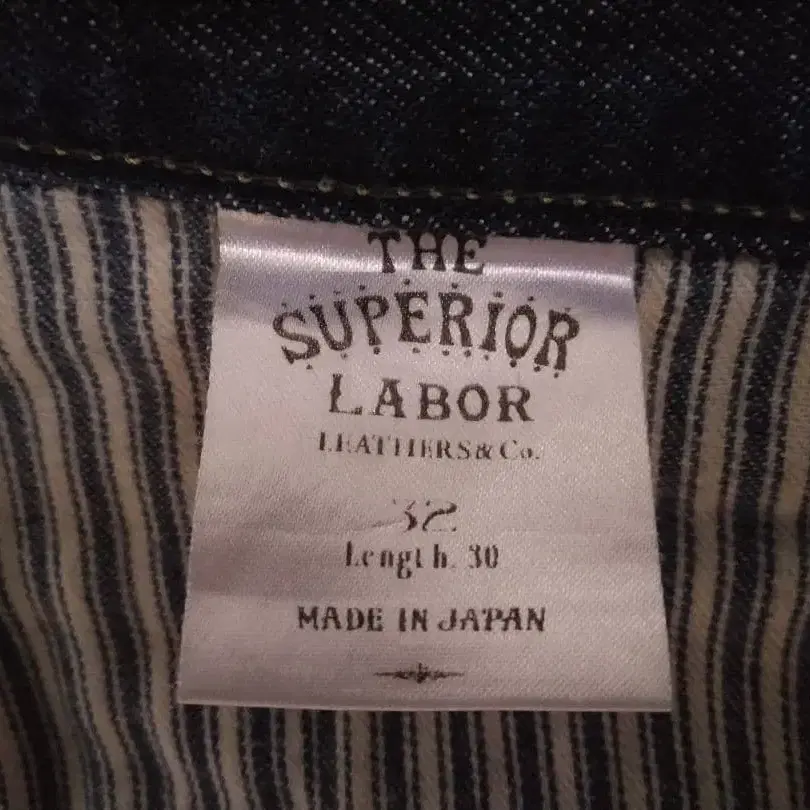 THE
SUPERIOR
LABOR
LEATHERS & Co.
32
Length. 30
MADE IN JAPAN